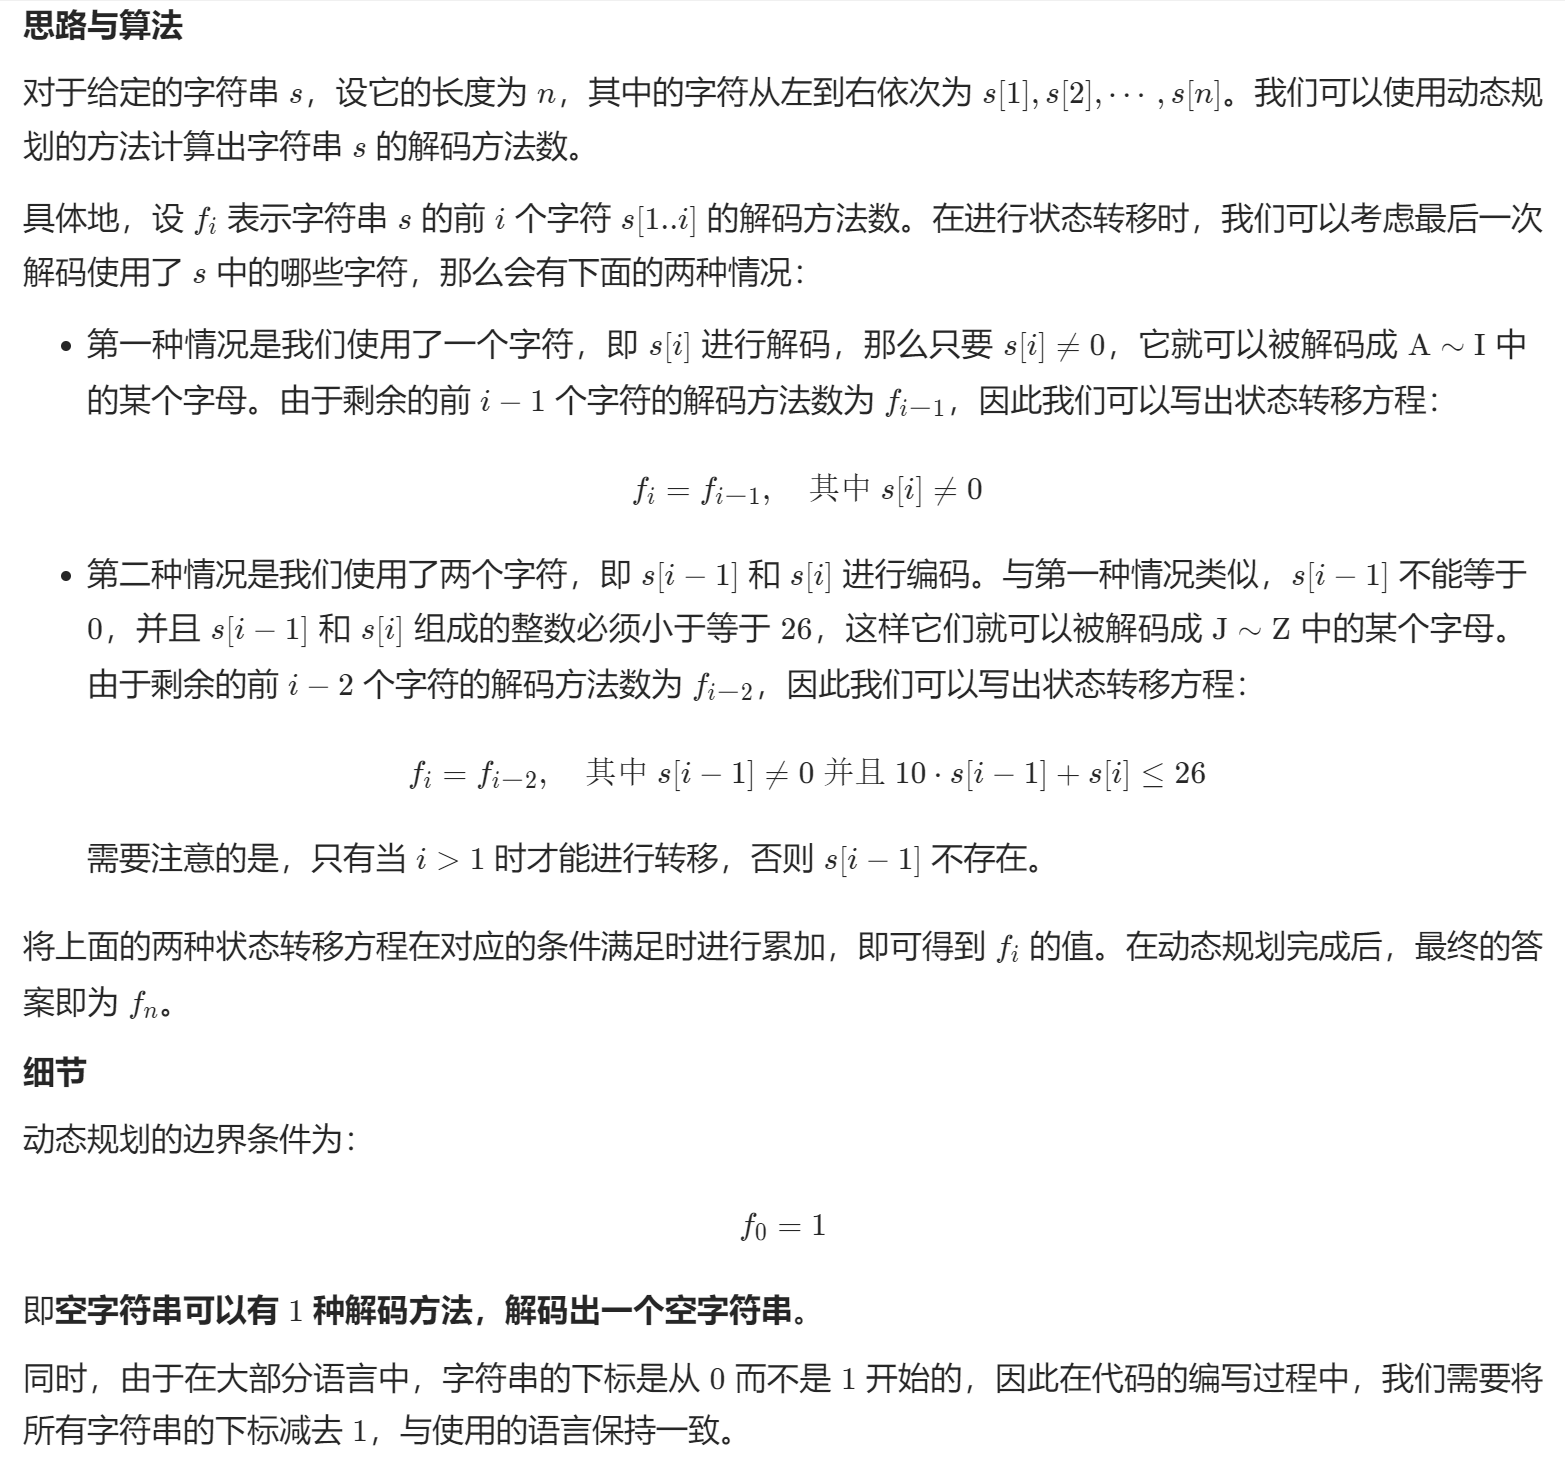 思路与算法
对于给定的字符串 s，设它的长度为 n，其中的字符从左到右依次为 s[1], s[2], ⋯ , s[n]。我们可以使用动态规
划的方法计算出字符串 s 的解码方法数。
具体地，设 f_i 表示字符串 s 的前 i 个字符 s[1..i] 的解码方法数。在进行状态转移时，我们可以考虑最后一次
解码使用了 s 中的哪些字符，那么会有下面的两种情况：
• 第一种情况是我们使用了一个字符，即 s[i] 进行解码，那么只要 s[i] ≠ 0，它就可以被解码成 A ∼ I 中
的某个字母。由于剩余的前 i − 1 个字符的解码方法数为 f_{i−1}，因此我们可以写出状态转移方程：
f_i = f_{i−1}, 其中 s[i] ≠ 0
• 第二种情况是我们使用了两个字符，即 s[i − 1] 和 s[i] 进行编码。与第一种情况类似，s[i − 1] 不能等于
0，并且 s[i − 1] 和 s[i] 组成的整数必须小于等于 26，这样它们就可以被解码成 J ∼ Z 中的某个字母。
由于剩余的前 i − 2 个字符的解码方法数为 f_{i−2}，因此我们可以写出状态转移方程：
f_i = f_{i−2}, 其中 s[i − 1] ≠ 0 并且 10 · s[i − 1] + s[i] ≤ 26
需要注意的是，只有当 i > 1 时才能进行转移，否则 s[i − 1] 不存在。
将上面的两种状态转移方程在对应的条件满足时进行累加，即可得到 f_i 的值。在动态规划完成后，最终的答
案即为 f_n。
细节
动态规划的边界条件为：
f_0 = 1
即空字符串可以有 1 种解码方法，解码出一个空字符串。
同时，由于在大部分语言中，字符串的下标是从 0 而不是 1 开始的，因此在代码的编写过程中，我们需要将
所有字符串的下标减去 1，与使用的语言保持一致。